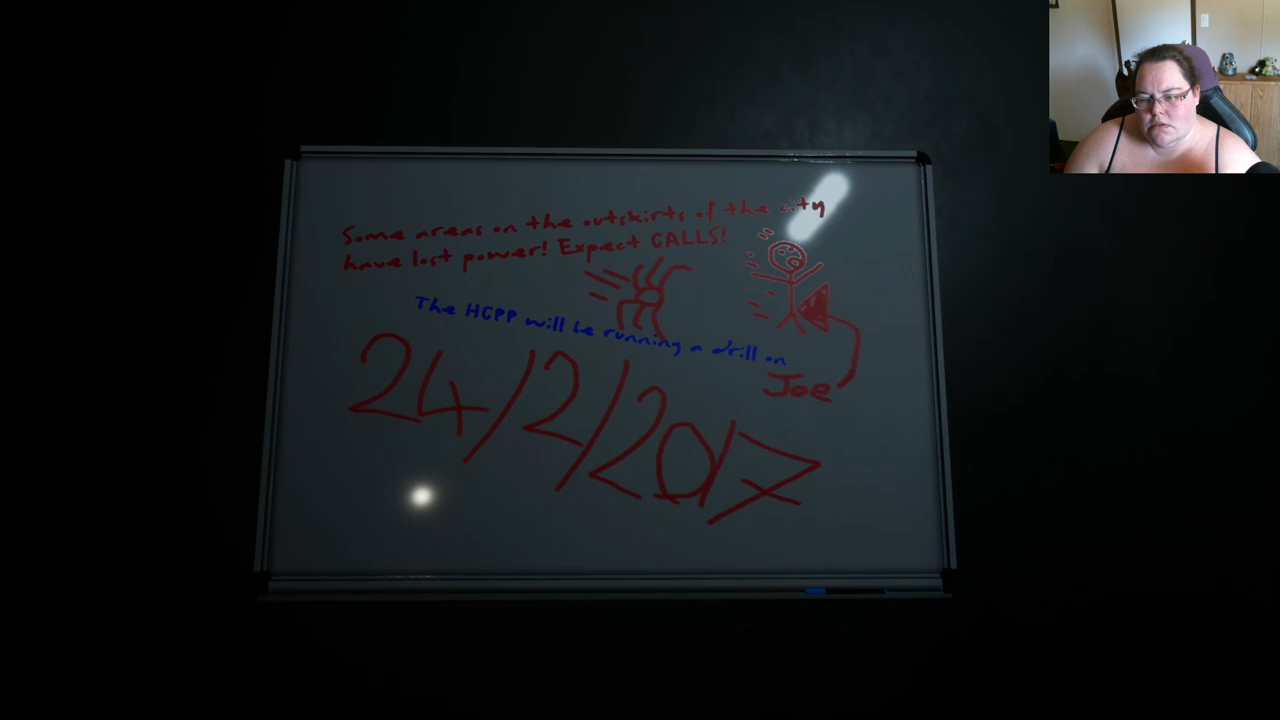 Some areas on the outskirts of the city
have lost power! Expect CALLS!
The HCPP will be running a drill on
24/2/2017
Joe